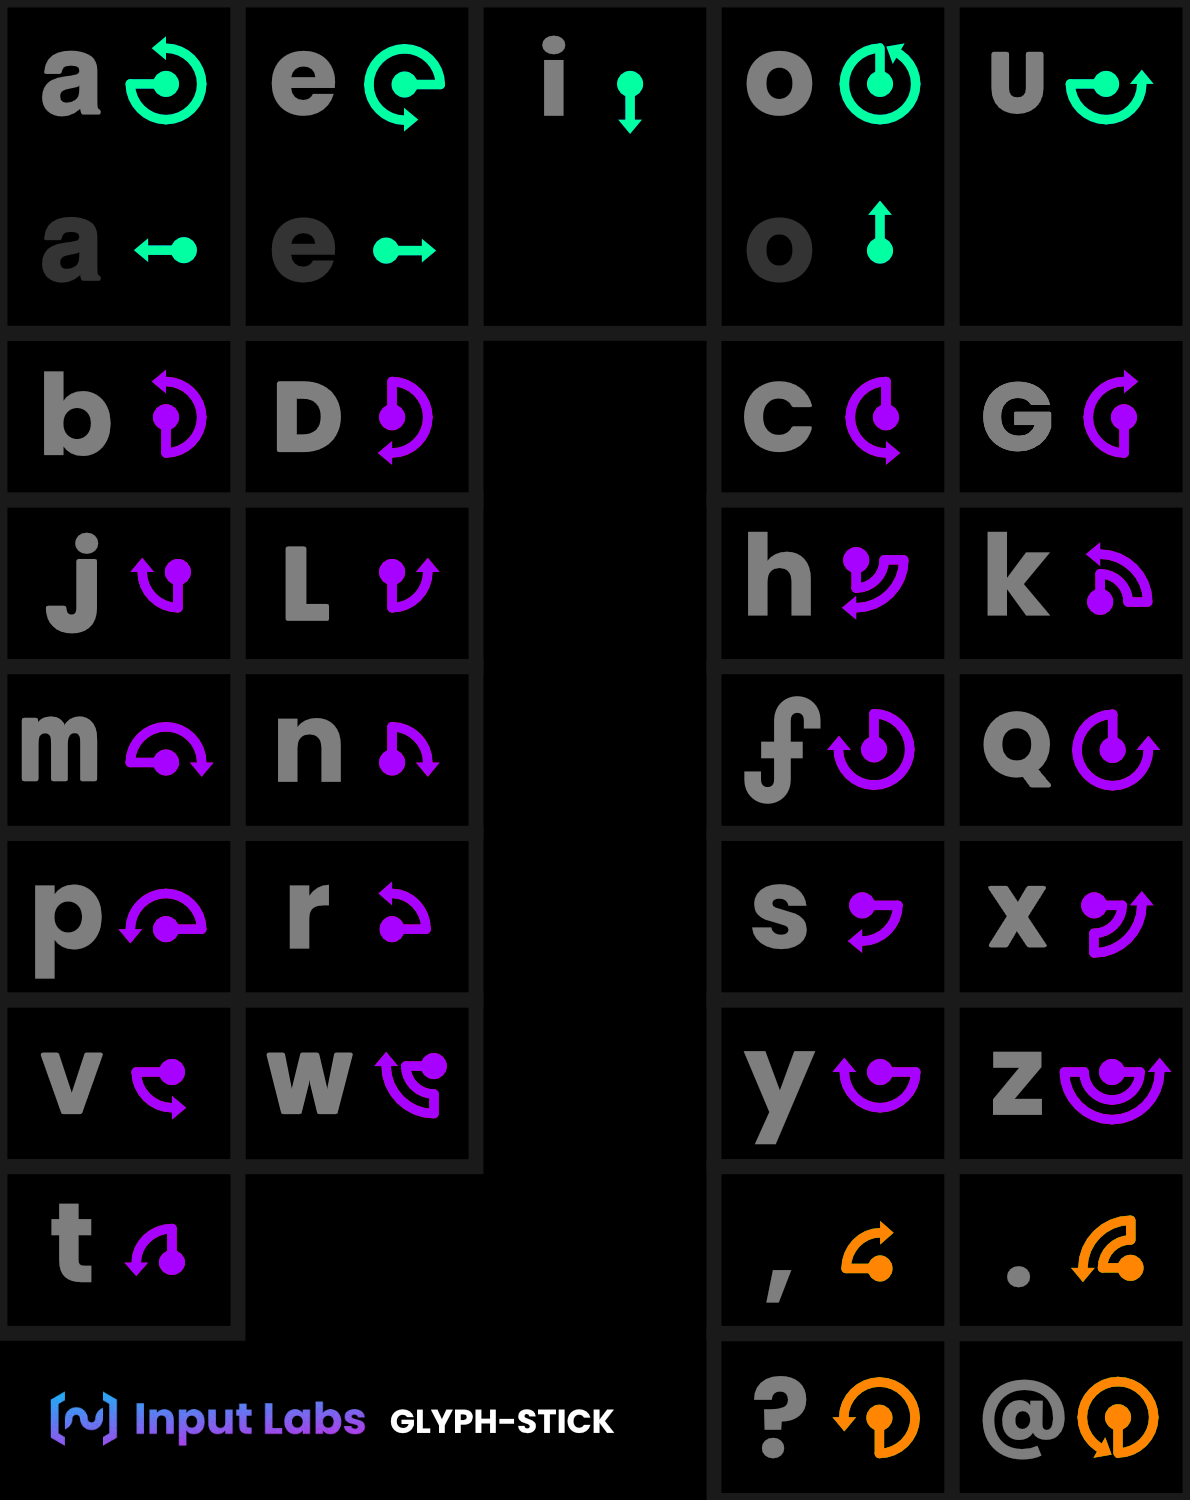 a e i o u
a e o
b D C G
j L h k
m n ƒ Q
p r s x
v w y z
t , .
? @
Input Labs GLYPH-STICK